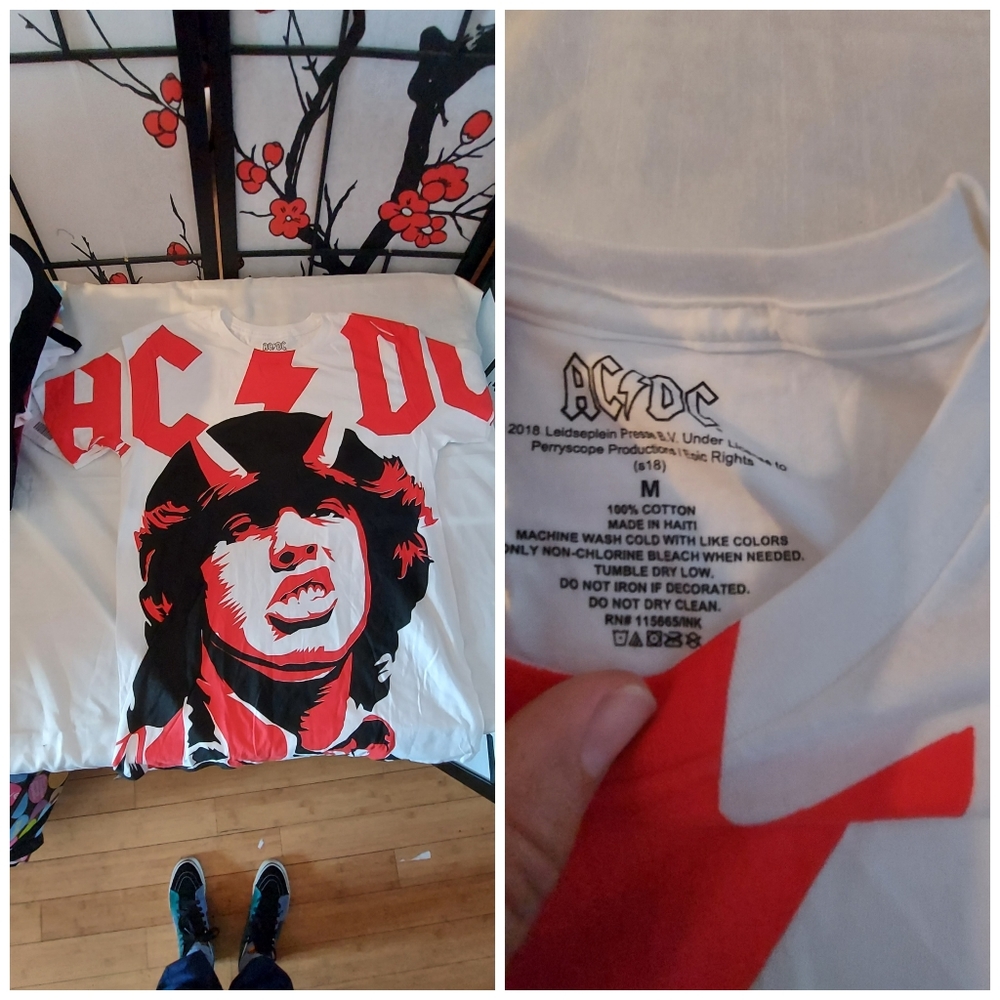 AC⚡DC
AC⚡DC
AC⚡DC
2018 Leidseplein Presse B.V. Under License to
Perryscope Productions / Epic Rights
(s18)
M
100% COTTON
MADE IN HAITI
MACHINE WASH COLD WITH LIKE COLORS
ONLY NON-CHLORINE BLEACH WHEN NEEDED.
TUMBLE DRY LOW.
DO NOT IRON IF DECORATED.
DO NOT DRY CLEAN.
RN# 115665/INK